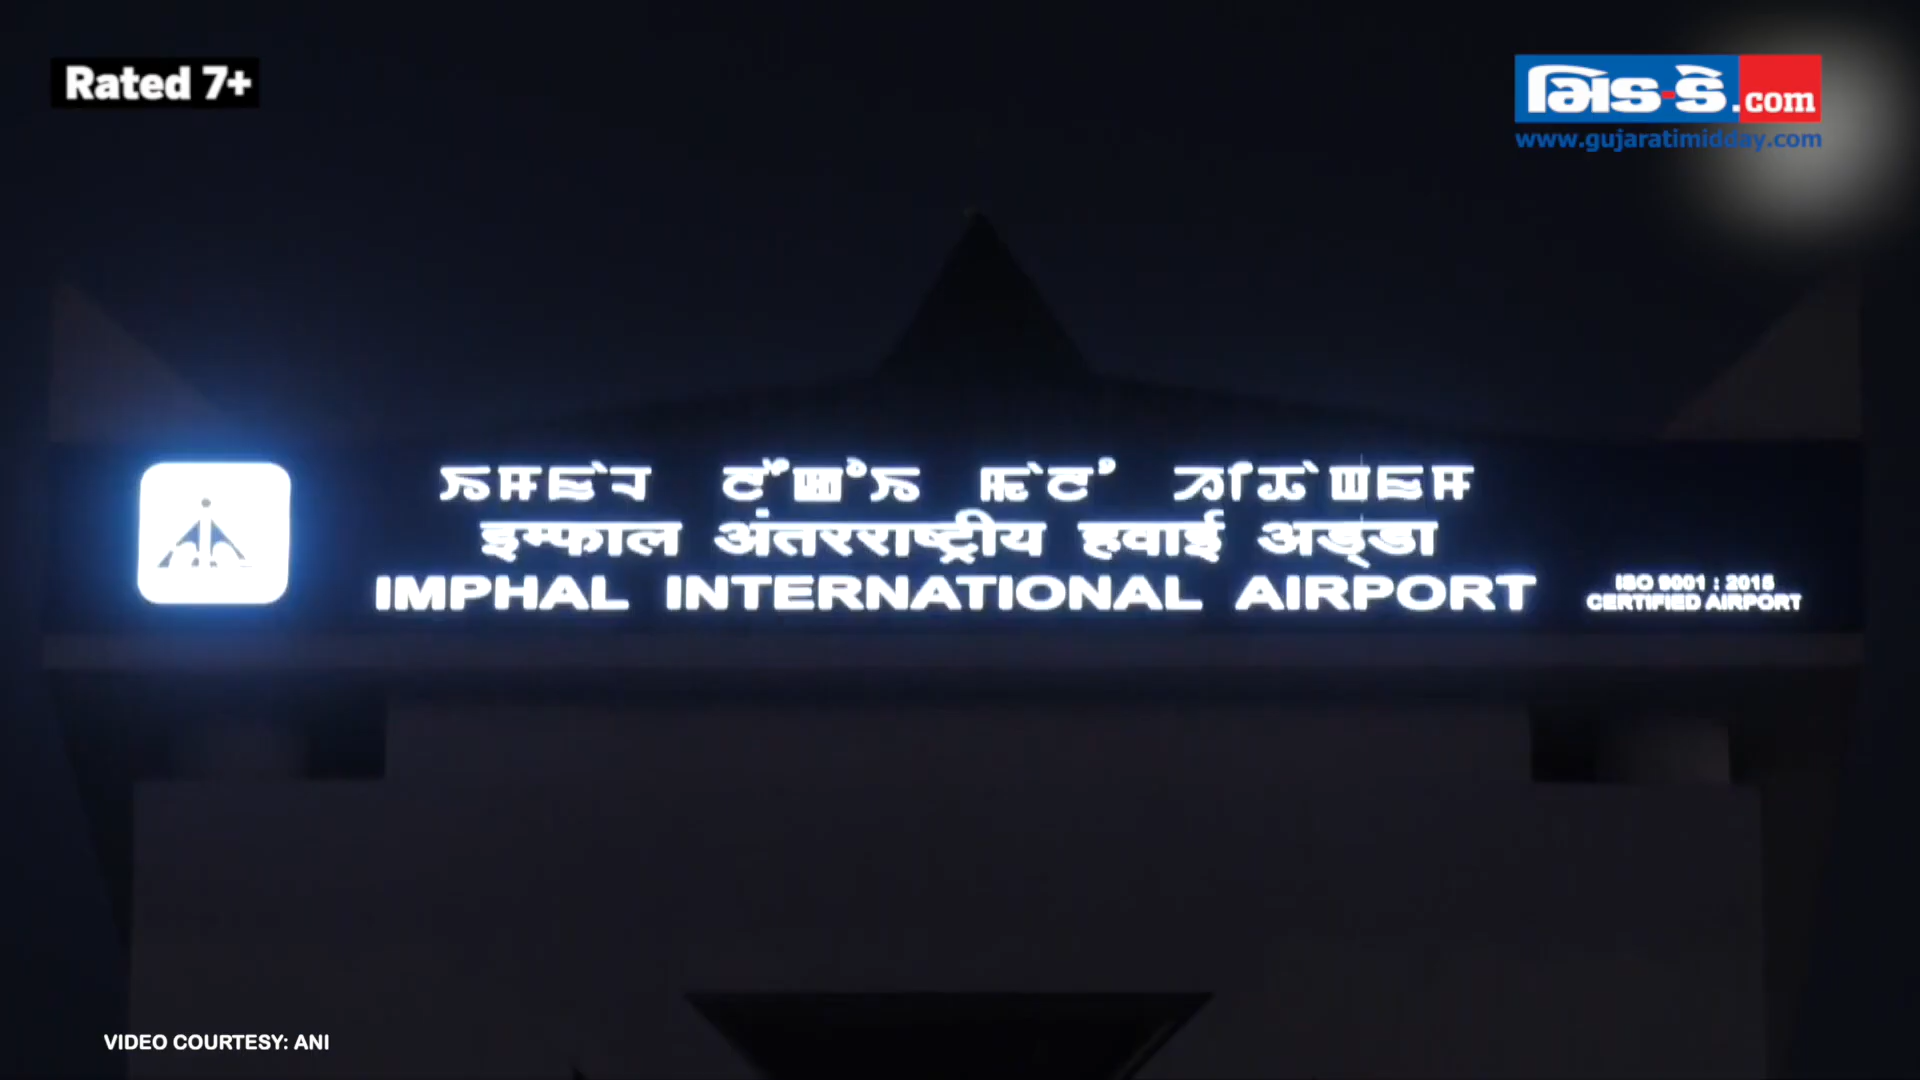 Rated 7+
મિડ-ડે.com
www.gujaratimidday.com
इम्फाल अंतरराष्ट्रीय हवाई अड्डा
IMPHAL INTERNATIONAL AIRPORT
ISO 9001 : 2015
CERTIFIED AIRPORT
VIDEO COURTESY: ANI